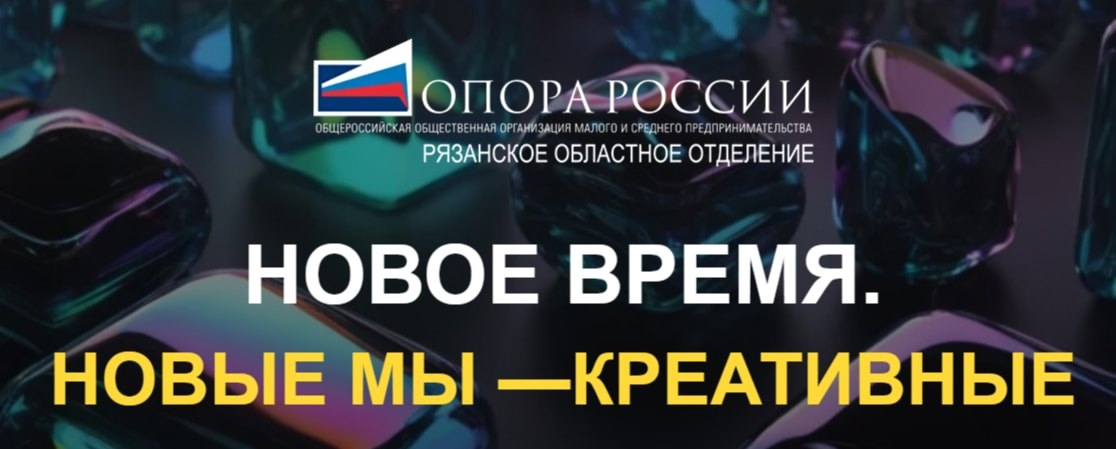 ОПОРА РОССИИ
ОБЩЕРОССИЙСКАЯ ОБЩЕСТВЕННАЯ ОРГАНИЗАЦИЯ МАЛОГО И СРЕДНЕГО ПРЕДПРИНИМАТЕЛЬСТВА
РЯЗАНСКОЕ ОБЛАСТНОЕ ОТДЕЛЕНИЕ
НОВОЕ ВРЕМЯ.
НОВЫЕ МЫ —КРЕАТИВНЫЕ